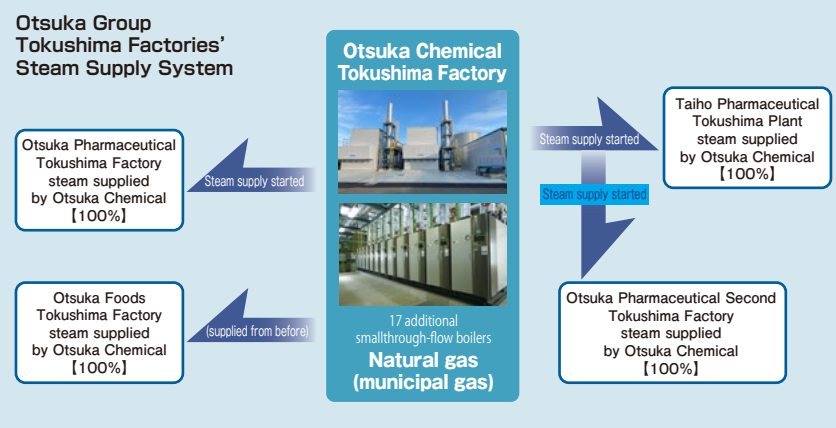 Otsuka Group
Tokushima Factories’
Steam Supply System
Otsuka Chemical
Tokushima Factory
Otsuka Pharmaceutical
Tokushima Factory
steam supplied
by Otsuka Chemical
【100%】
Steam supply started
Steam supply started
Taiho Pharmaceutical
Tokushima Plant
steam supplied
by Otsuka Chemical
【100%】
Steam supply started
Otsuka Foods
Tokushima Factory
steam supplied
by Otsuka Chemical
【100%】
(supplied from before)
17 additional
smallthrough-flow boilers
Natural gas
(municipal gas)
Otsuka Pharmaceutical Second
Tokushima Factory
steam supplied
by Otsuka Chemical
【100%】